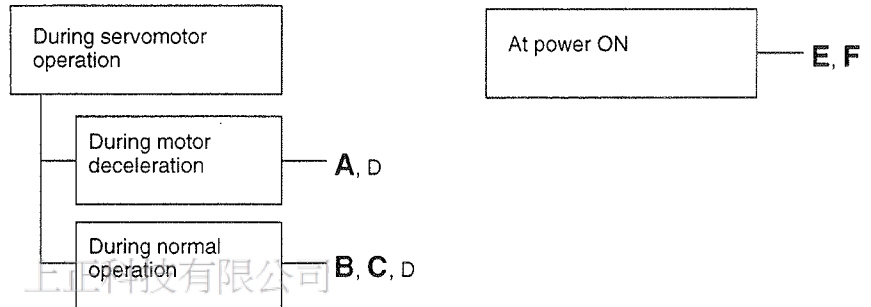 During servomotor
operation
During motor
deceleration
A, D
During normal
operation
B, C, D
At power ON
E, F
上正科技有限公司